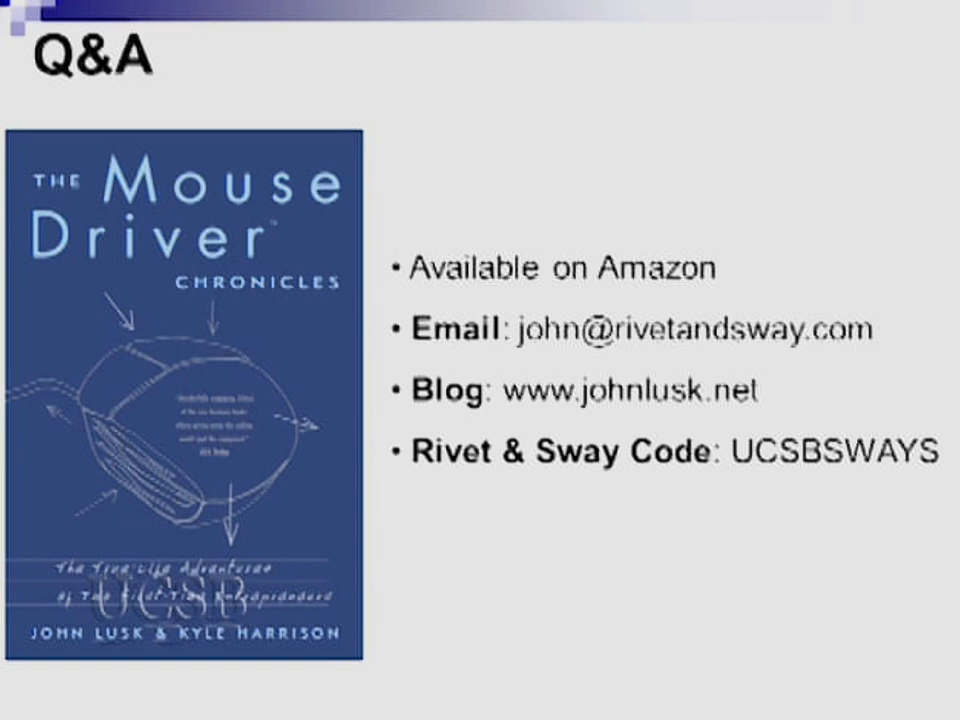 Q&A
THE Mouse
Driver™
CHRONICLES
• Available on Amazon
• Email: john@rivetandsway.com
• Blog: www.johnlusk.net
• Rivet & Sway Code: UCSBSWAYS
The True-Life Adventures
of Two First-Time Entrepreneurs
UCSB
JOHN LUSK & KYLE HARRISON